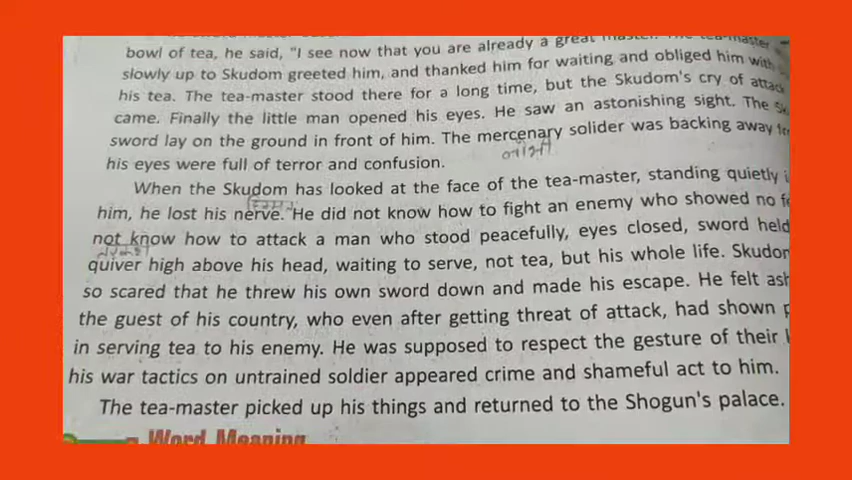 bowl of tea, he said, "I see now that you are already a great master. The tea-master
slowly up to Skudom greeted him, and thanked him for waiting and obliged him with
his tea. The tea-master stood there for a long time, but the Skudom's cry of attack
came. Finally the little man opened his eyes. He saw an astonishing sight. The
sword lay on the ground in front of him. The mercenary solider was backing away
his eyes were full of terror and confusion.
When the Skudom has looked at the face of the tea-master, standing quietly
him, he lost his nerve. He did not know how to fight an enemy who showed no
not know how to attack a man who stood peacefully, eyes closed, sword held
quiver high above his head, waiting to serve, not tea, but his whole life.
so scared that he threw his own sword down and made his escape. He felt
the guest of his country, who even after getting threat of attack, had shown
in serving tea to his enemy. He was supposed to respect the gesture of their
his war tactics on untrained soldier appeared crime and shameful act to him.
The tea-master picked up his things and returned to the Shogun's palace.
Word Meaning